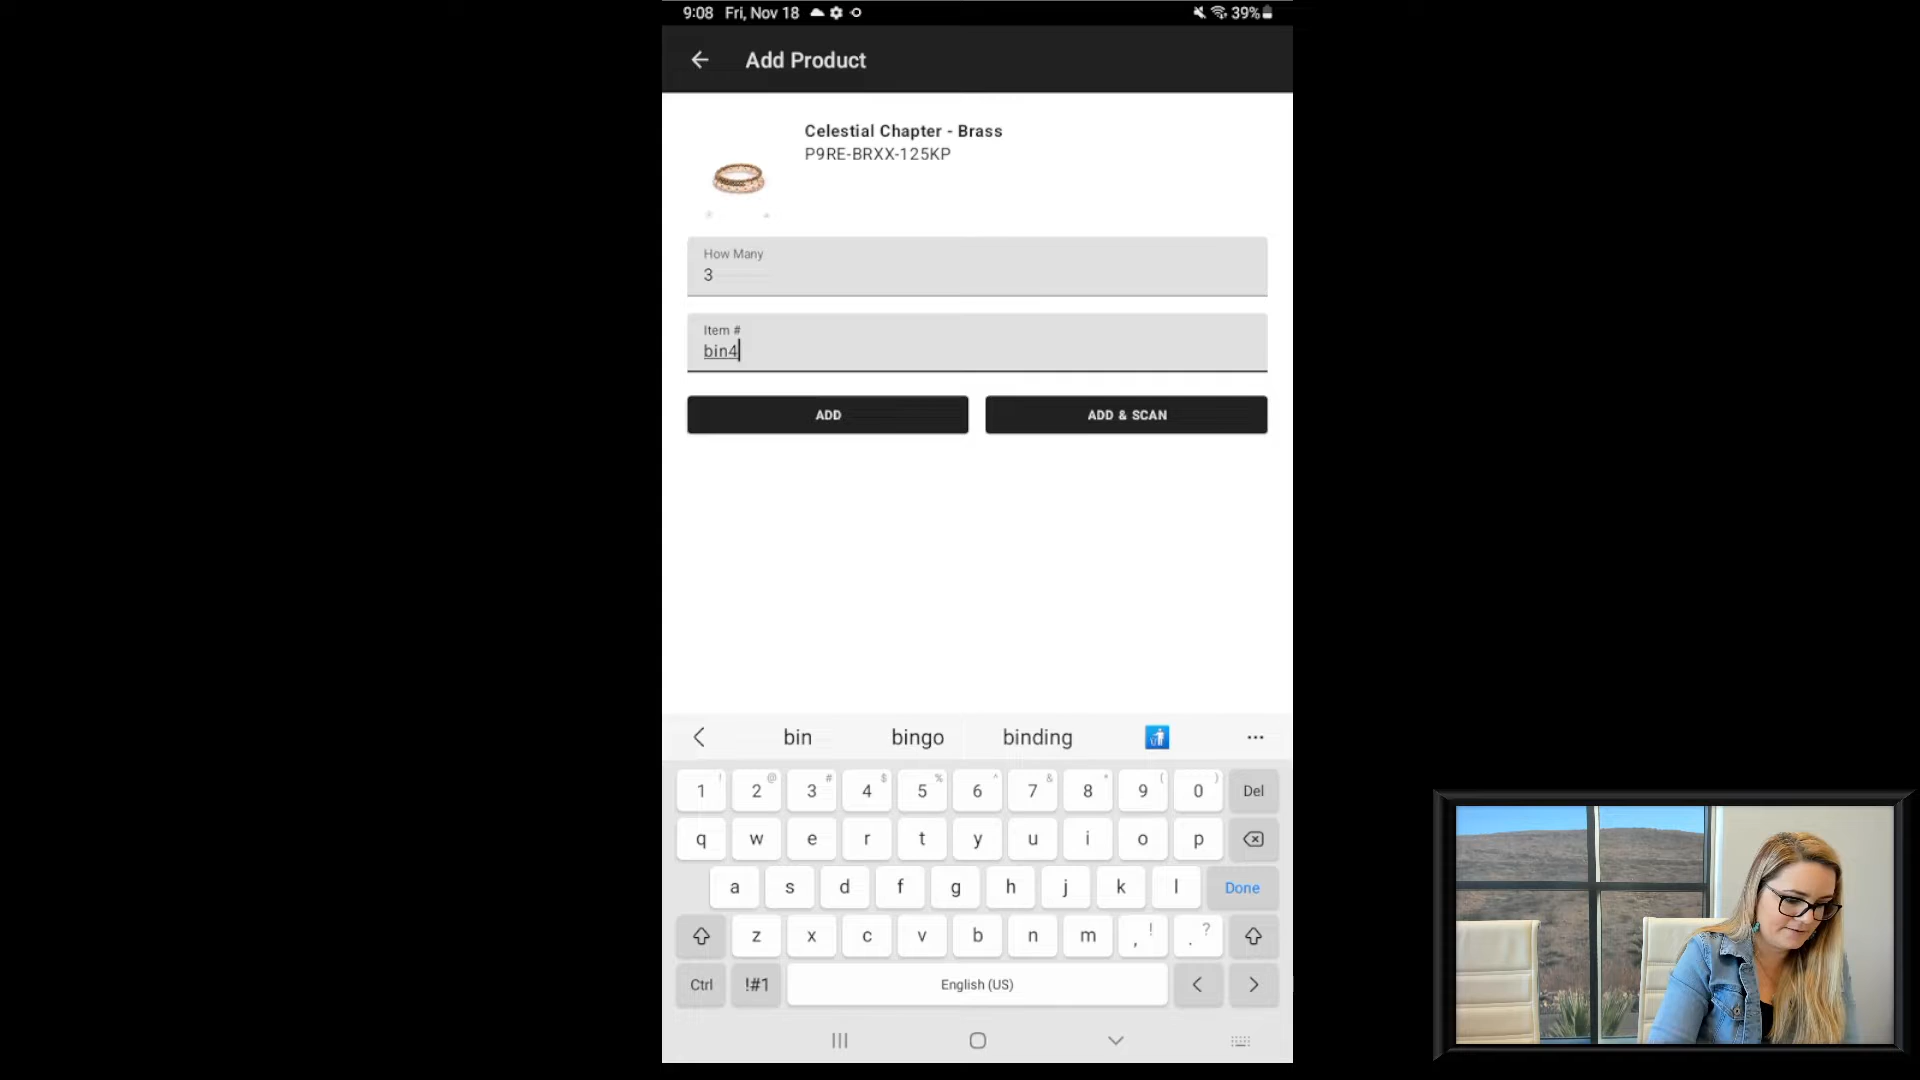 9:08 Fri, Nov 18 39%
Add Product
Celestial Chapter - Brass
P9RE-BRXX-125KP
How Many
3
Item #
bin4
ADD ADD & SCAN
bin bingo binding ...
1 ! 2 @ 3 # 4 $ 5 % 6 ^ 7 & 8 * 9 ( 0 ) Del
q w e r t y u i o p
a s d f g h j k l Done
z x c v b n m , ! . ?
Ctrl !#1 English (US) < >